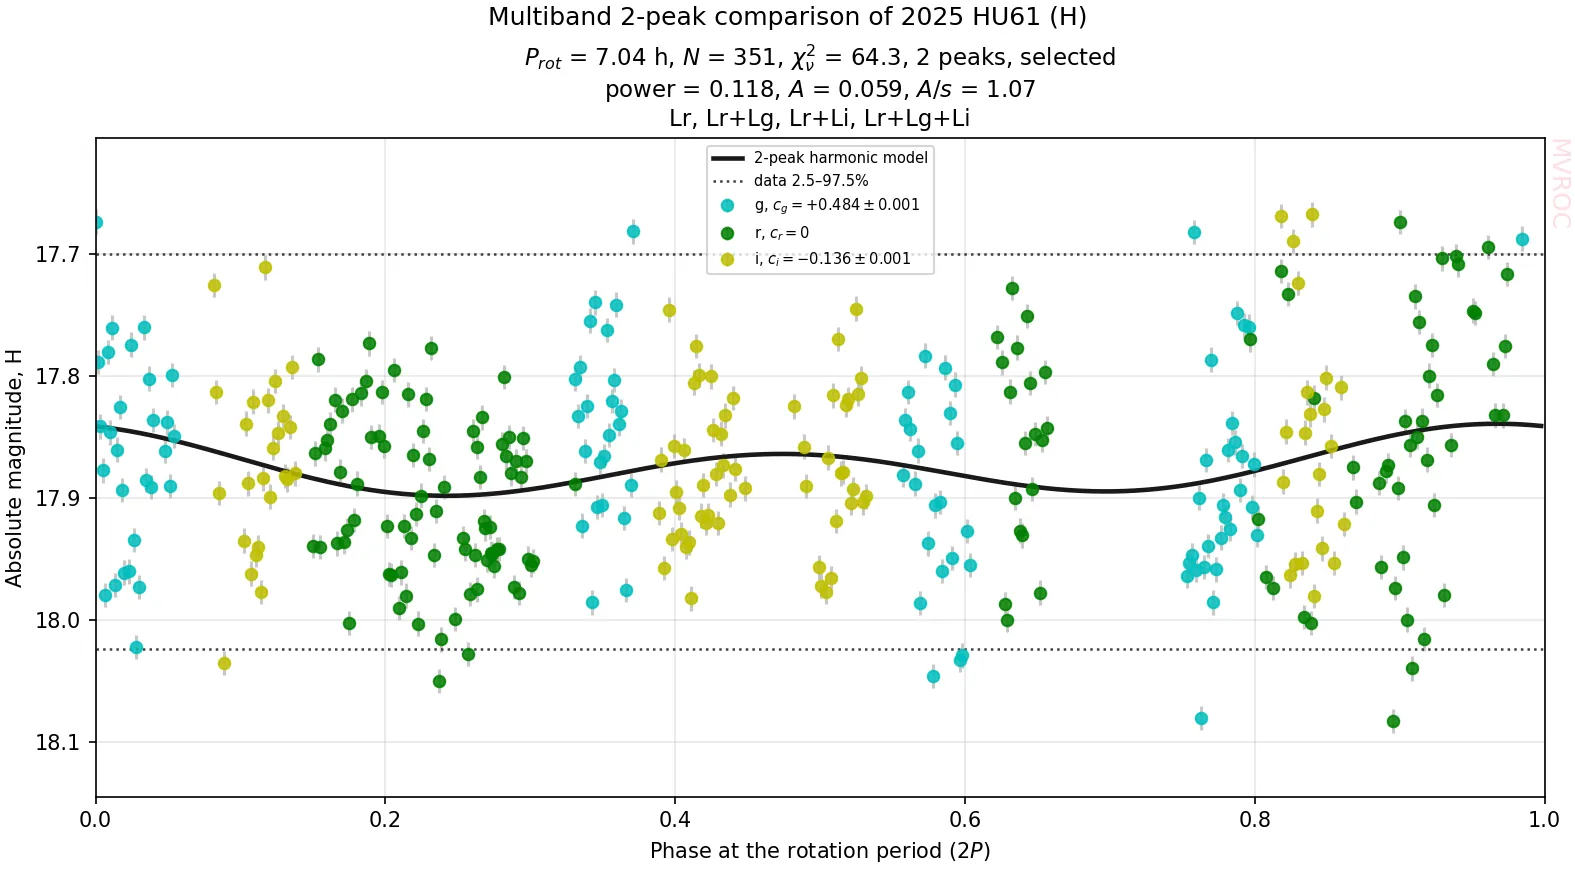 Multiband 2-peak comparison of 2025 HU61 (H)
P_rot = 7.04 h, N = 351, χ²_ν = 64.3, 2 peaks, selected
power = 0.118, A = 0.059, A/s = 1.07
Lr, Lr+Lg, Lr+Li, Lr+Lg+Li
2-peak harmonic model
data 2.5–97.5%
g, c_g = +0.484 ± 0.001
r, c_r = 0
i, c_i = −0.136 ± 0.001
MVROC
Absolute magnitude, H
17.7
17.8
17.9
18.0
18.1
0.0 0.2 0.4 0.6 0.8 1.0
Phase at the rotation period (2P)